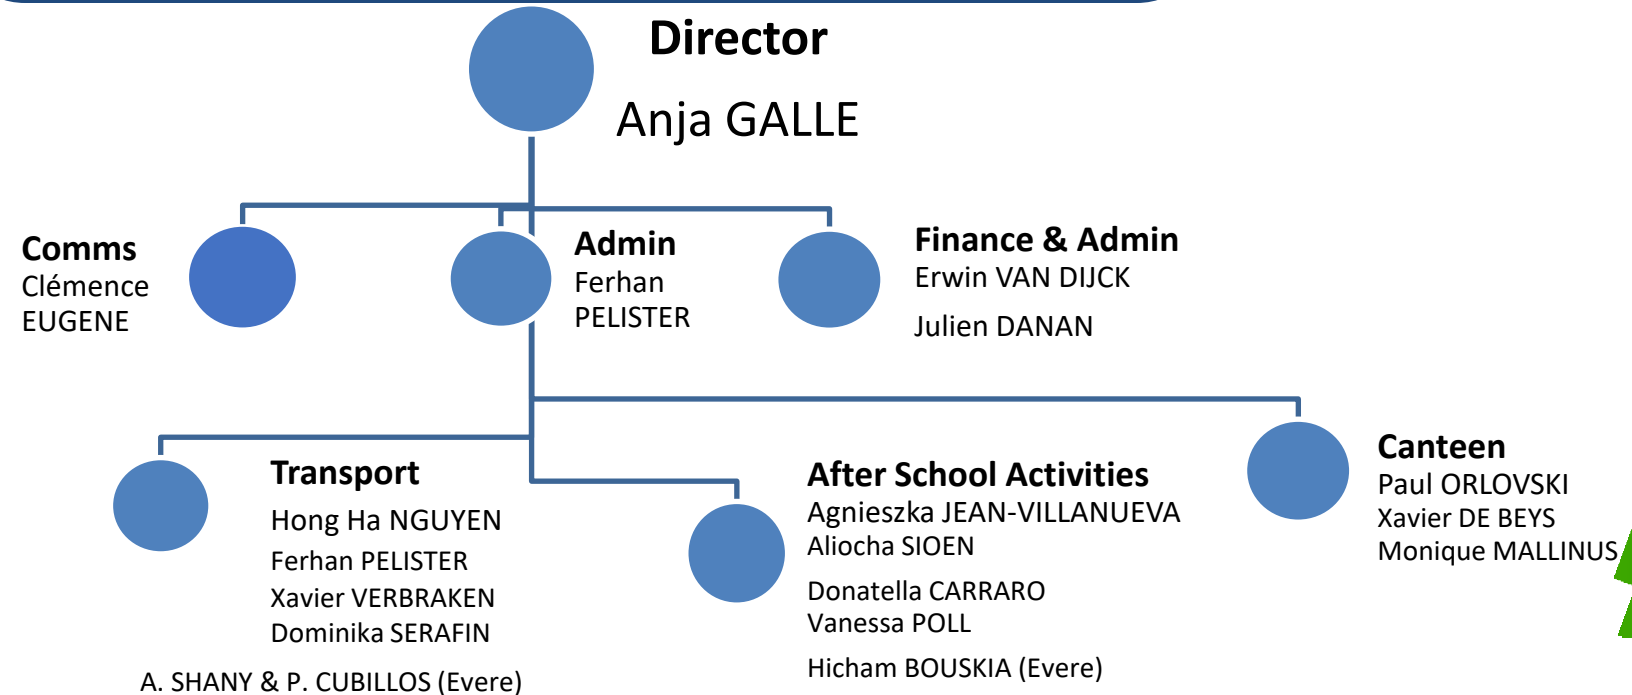 Director
Anja GALLE
Comms
Clémence
EUGENE
Admin
Ferhan
PELISTER
Finance & Admin
Erwin VAN DIJCK
Julien DANAN
Transport
Hong Ha NGUYEN
Ferhan PELISTER
Xavier VERBRAKEN
Dominika SERAFIN
A. SHANY & P. CUBILLOS (Evere)
After School Activities
Agnieszka JEAN-VILLANUEVA
Aliocha SIOEN
Donatella CARRARO
Vanessa POLL
Hicham BOUSKIA (Evere)
Canteen
Paul ORLOVSKI
Xavier DE BEYS
Monique MALLINUS